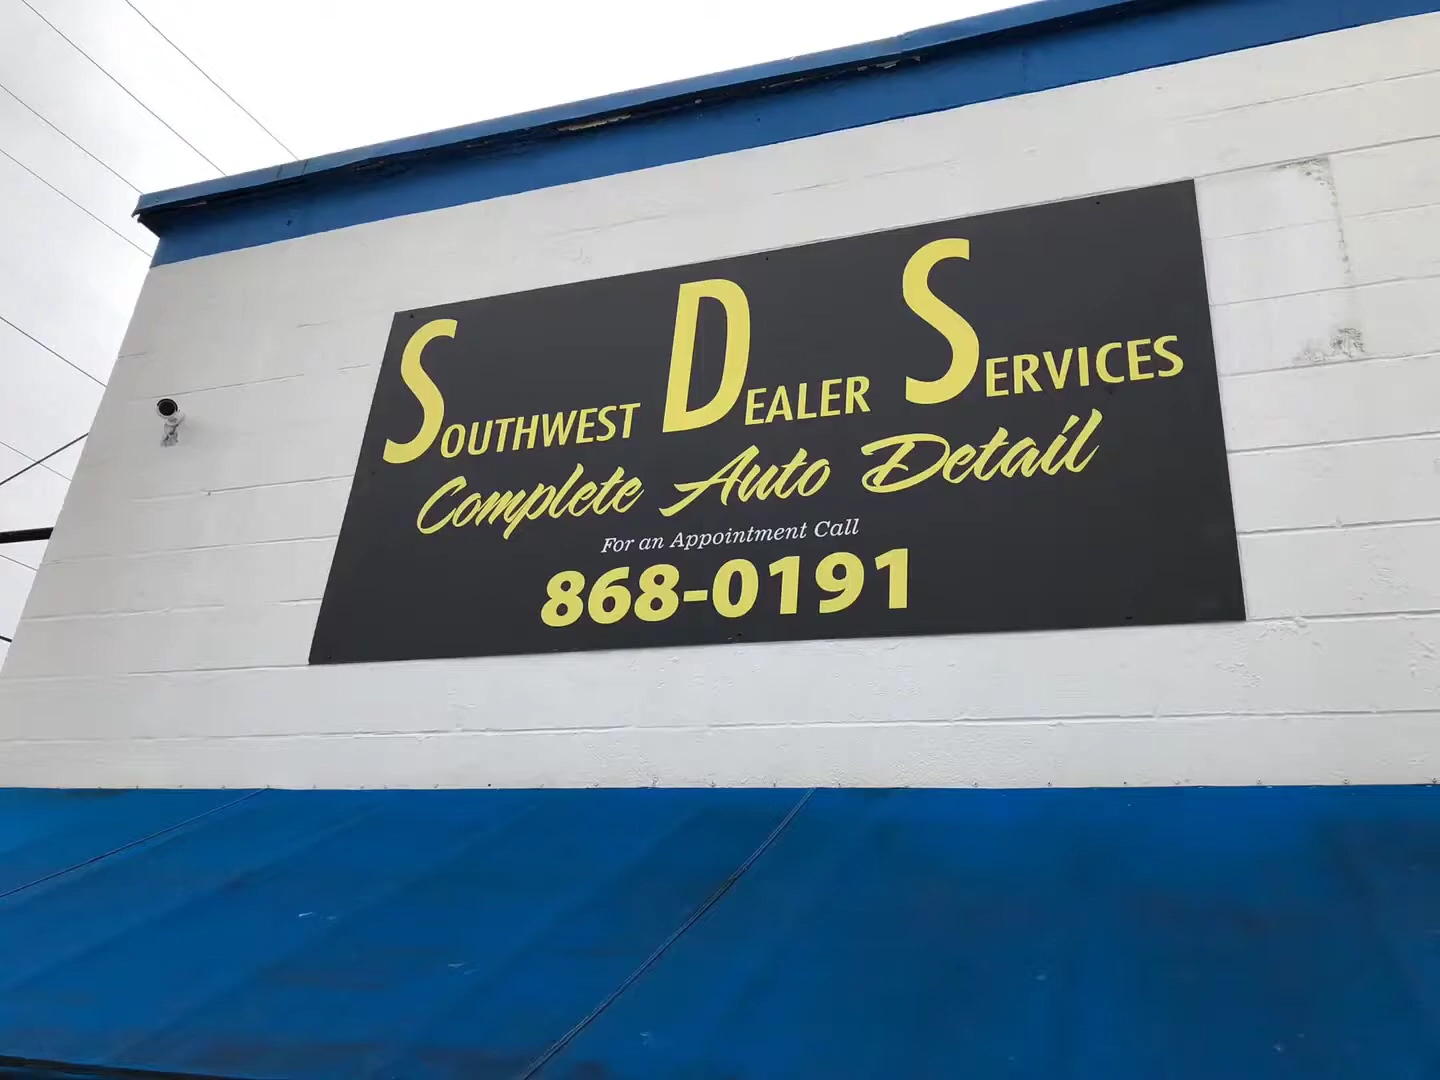 SOUTHWEST DEALER SERVICES
Complete Auto Detail
For an Appointment Call
868-0191